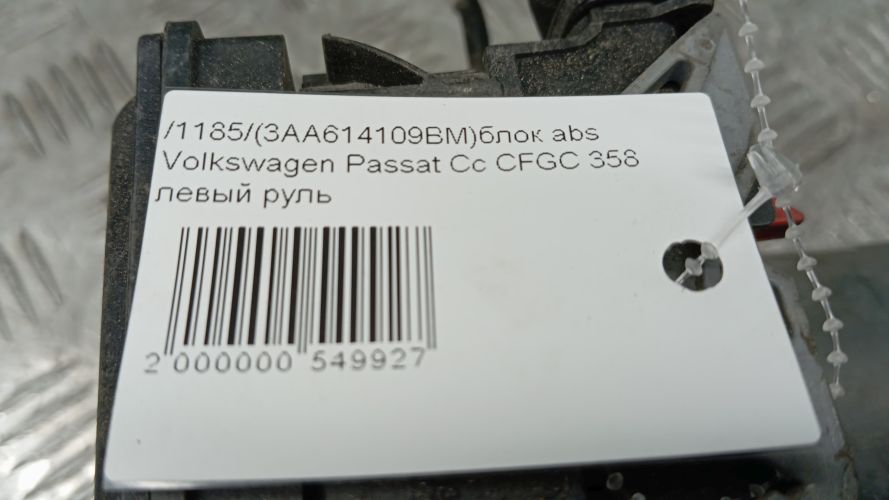 /1185/(3AA614109BM)блок abs
Volkswagen Passat Cc CFGC 358
левый руль
2 000000 549927